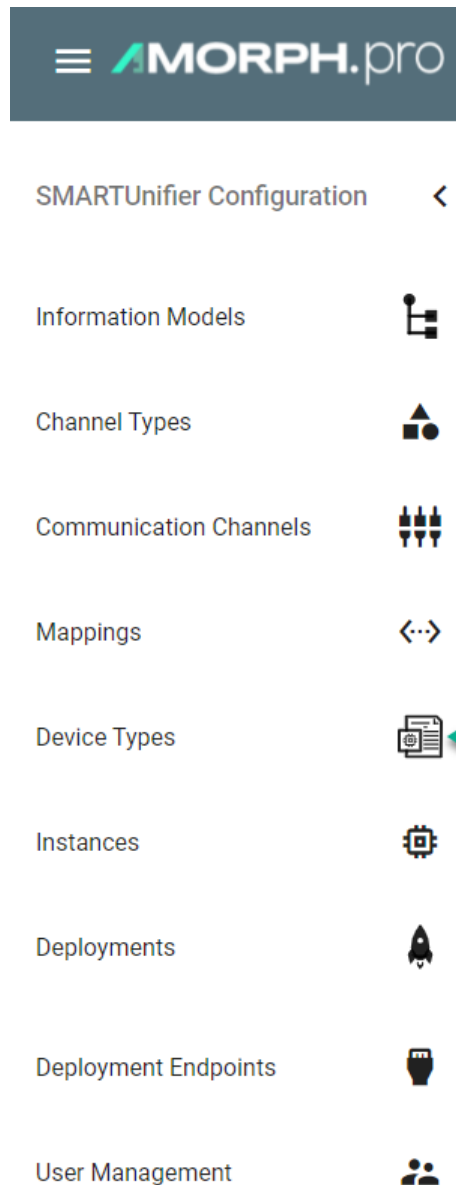 AMORPH.pro
SMARTUnifier Configuration
Information Models
Channel Types
Communication Channels
Mappings
Device Types
Instances
Deployments
Deployment Endpoints
User Management